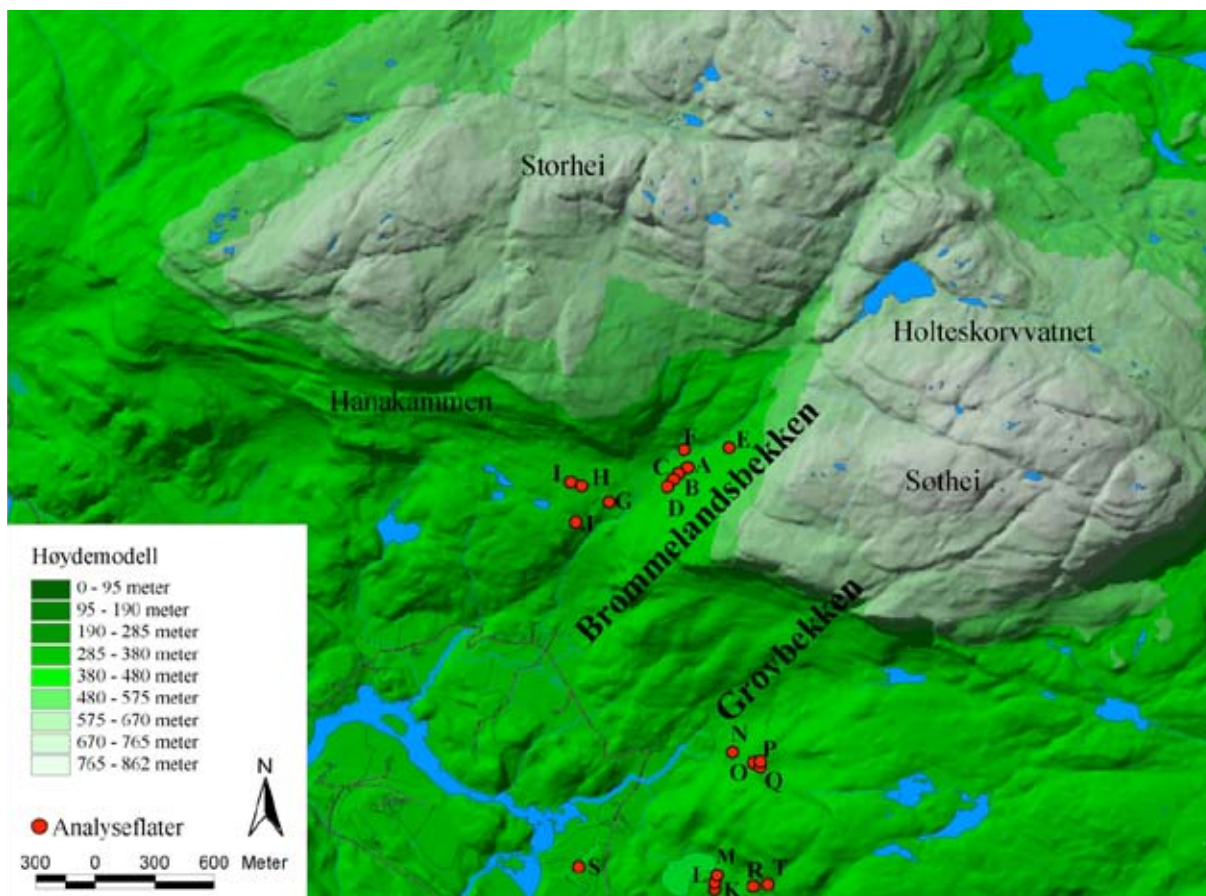 Storhei
Holteskorvvatnet
Hanakammen
Søthei
Brommelandsbekken
Grovbekken
F
E
C
A
B
D
I
H
G
N
P
O
Q
S
M
L
R
T
K
Høydemodell
0 - 95 meter
95 - 190 meter
190 - 285 meter
285 - 380 meter
380 - 480 meter
480 - 575 meter
575 - 670 meter
670 - 765 meter
765 - 862 meter
N
Analyseflater
300 0 300 600 Meter